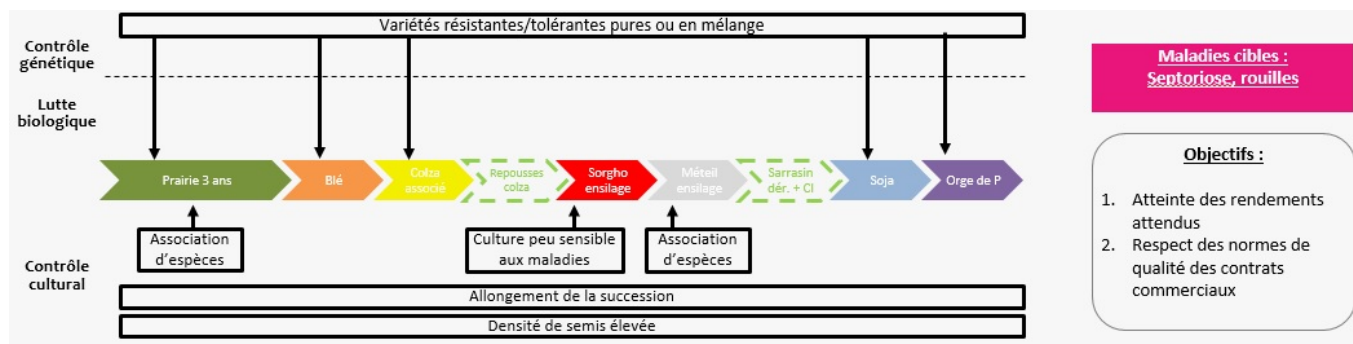 Variétés résistantes/tolérantes pures ou en mélange
Contrôle
génétique
Lutte
biologique
Prairie 3 ans
Blé
Colza
associé
Repousses
colza
Sorgho
ensilage
Méteil
ensilage
Sarrasin
dér. + CI
Soja
Orge de P
Association
d'espèces
Culture peu sensible
aux maladies
Association
d'espèces
Contrôle
cultural
Allongement de la succession
Densité de semis élevée
Maladies cibles :
Septoriose, rouilles
Objectifs :
1. Atteinte des rendements
attendus
2. Respect des normes de
qualité des contrats
commerciaux